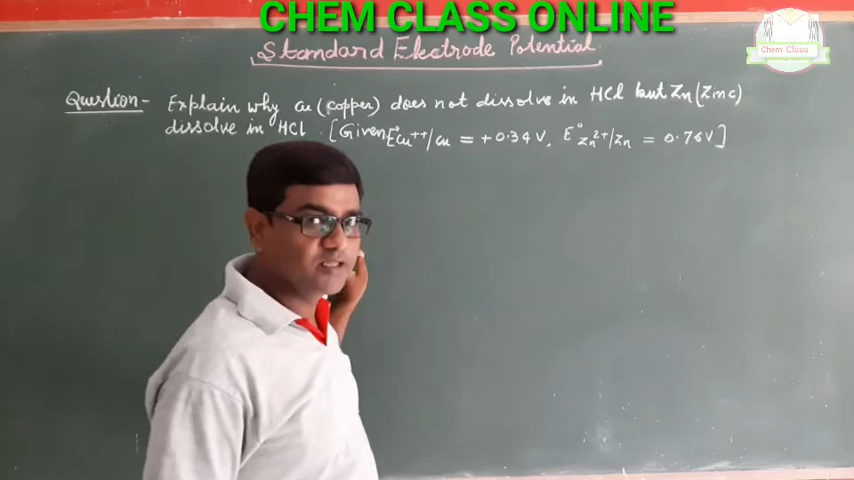 CHEM CLASS ONLINE
Standard Electrode Potential
CHEM Class
Question - Explain why Cu (copper) does not dissolve in HCl but Zn (Zinc)
dissolve in HCl. [Given E°Cu⁺⁺/Cu = +0.34V, E°Zn²⁺/Zn = 0.76V]